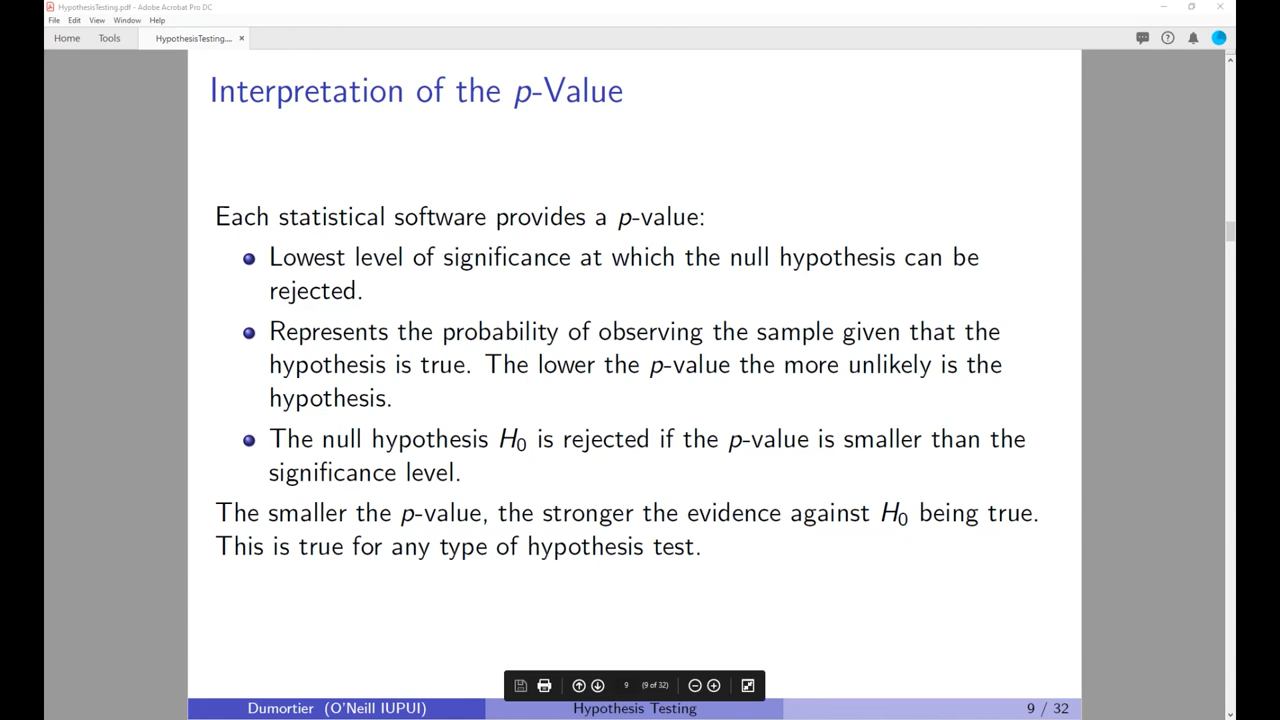 HypothesisTesting.pdf - Adobe Acrobat Pro DC
File Edit View Window Help
Home Tools HypothesisTesting.... ×
Interpretation of the p-Value
Each statistical software provides a p-value:
Lowest level of significance at which the null hypothesis can be
rejected.
Represents the probability of observing the sample given that the
hypothesis is true. The lower the p-value the more unlikely is the
hypothesis.
The null hypothesis H₀ is rejected if the p-value is smaller than the
significance level.
The smaller the p-value, the stronger the evidence against H₀ being true.
This is true for any type of hypothesis test.
9 (9 of 32)
Dumortier (O'Neill IUPUI) Hypothesis Testing 9 / 32